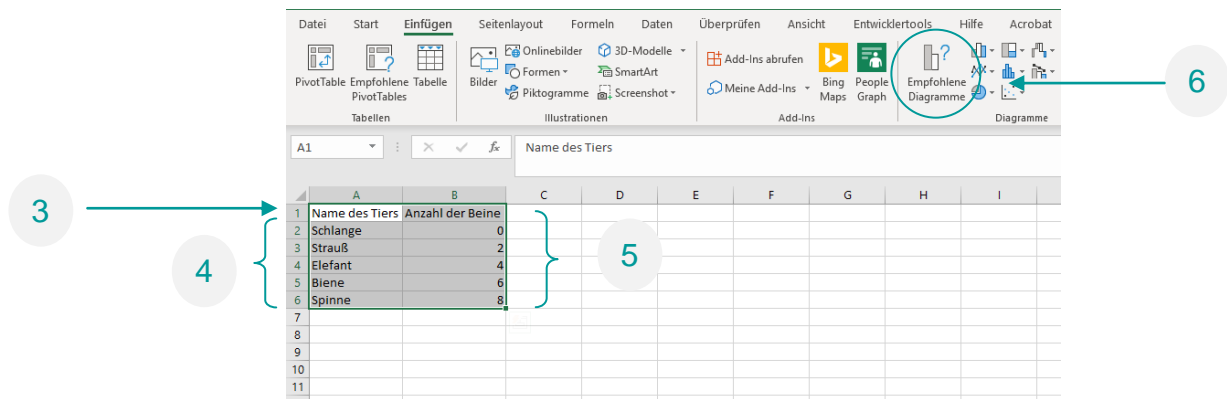 Datei Start Einfügen Seitenlayout Formeln Daten Überprüfen Ansicht Entwicklertools Hilfe Acrobat
PivotTable Empfohlene PivotTables Tabelle
Tabellen
Bilder Onlinebilder Formen Piktogramme 3D-Modelle SmartArt Screenshot
Illustrationen
Add-Ins abrufen
Meine Add-Ins
Bing Maps People Graph
Add-Ins
Empfohlene Diagramme
Diagramme
6
A1 fx Name des Tiers
A B C D E F G H I
3
1 Name des Tiers Anzahl der Beine
2 Schlange 0
3 Strauß 2
4 Elefant 4
5 Biene 6
6 Spinne 8
4
5
7
8
9
10
11